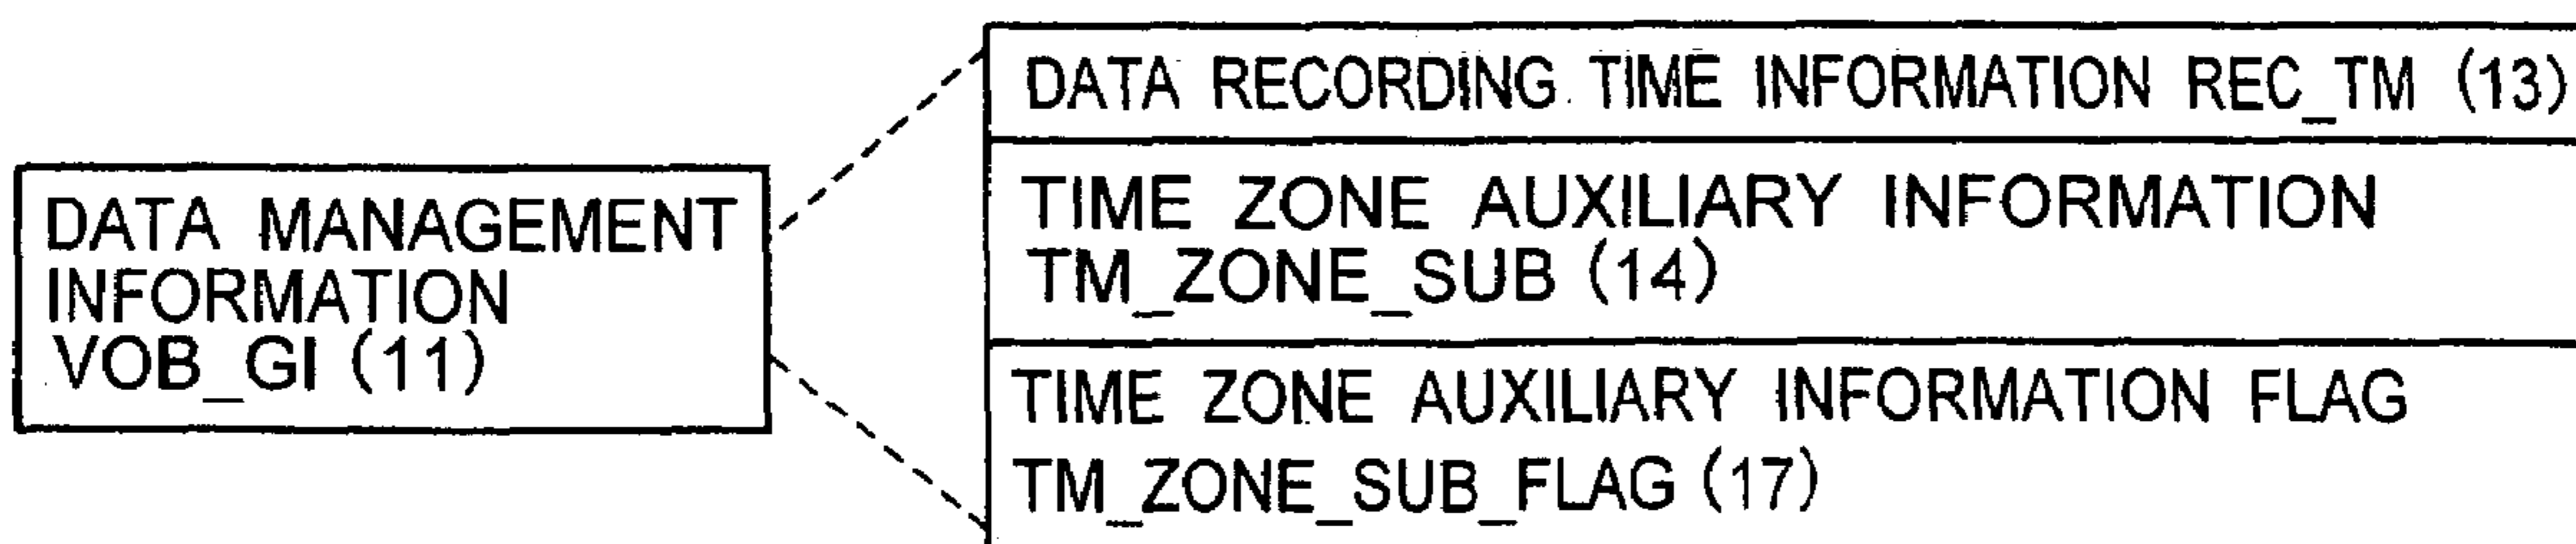 DATA MANAGEMENT
INFORMATION
VOB_GI (11)
DATA RECORDING TIME INFORMATION REC_TM (13)
TIME ZONE AUXILIARY INFORMATION
TM_ZONE_SUB (14)
TIME ZONE AUXILIARY INFORMATION FLAG
TM_ZONE_SUB_FLAG (17)